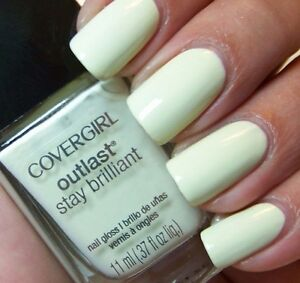 COVERGIRL
outlast®
stay brilliant
nail gloss | brillo de uñas
vernis à ongles
11 ml (.37 fl oz liq.)